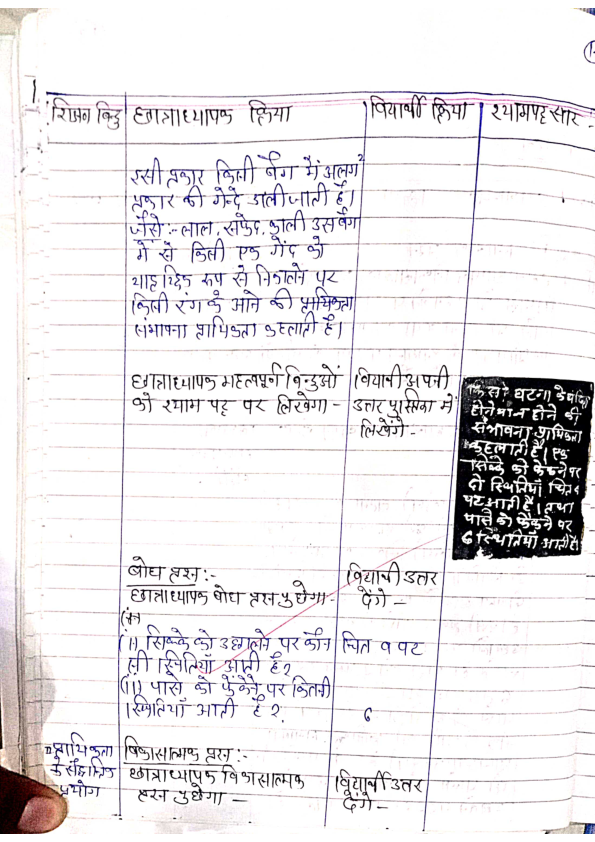 शिक्षण बिन्दु छात्राध्यापक क्रिया विद्यार्थी क्रिया श्यामपट्ट सार -
इसी प्रकार किसी बैग में अलग २
प्रकार की गेन्दे डाली जाती है।
जैसे :- लाल, सफेद, काली उस बैग
में से किसी एक गेंद को
यादृच्छिक रूप से निकालने पर
किसी रंग के आने की प्रायिकता
संभापना प्रायिकता कहलाती है।
छात्राध्यापक महत्वपूर्ण बिन्दुओं
को श्याम पट्ट पर लिखेगा -
विद्यार्थी अपनी
उत्तर पुस्तिका में
लिखेंगे -
किसी घटना के घटित
होने या न होने की
संभावना प्रायिकता
कहलाती है। एक
सिक्के को फेंकने पर
दो स्थितियाँ चित व
पट आती है। तथा
पासे को फेंकने पर
6 स्थितियाँ आती है।
बोध प्रश्न :-
छात्राध्यापक बोध प्रश्न पुछेगा -
विद्यार्थी उत्तर
देंगे -
(i) सिक्के को उछालने पर कौन
सी स्थितियाँ आती है?
चित व पट
(ii) पासे को फेंकने पर कितनी
स्थितियाँ आती है?
6
II प्रायिकता
के सैद्धान्तिक
प्रयोग
विकासात्मक प्रश्न :-
छात्राध्यापक विकासात्मक
प्रश्न पुछेगा -
विद्यार्थी उत्तर
देंगे -